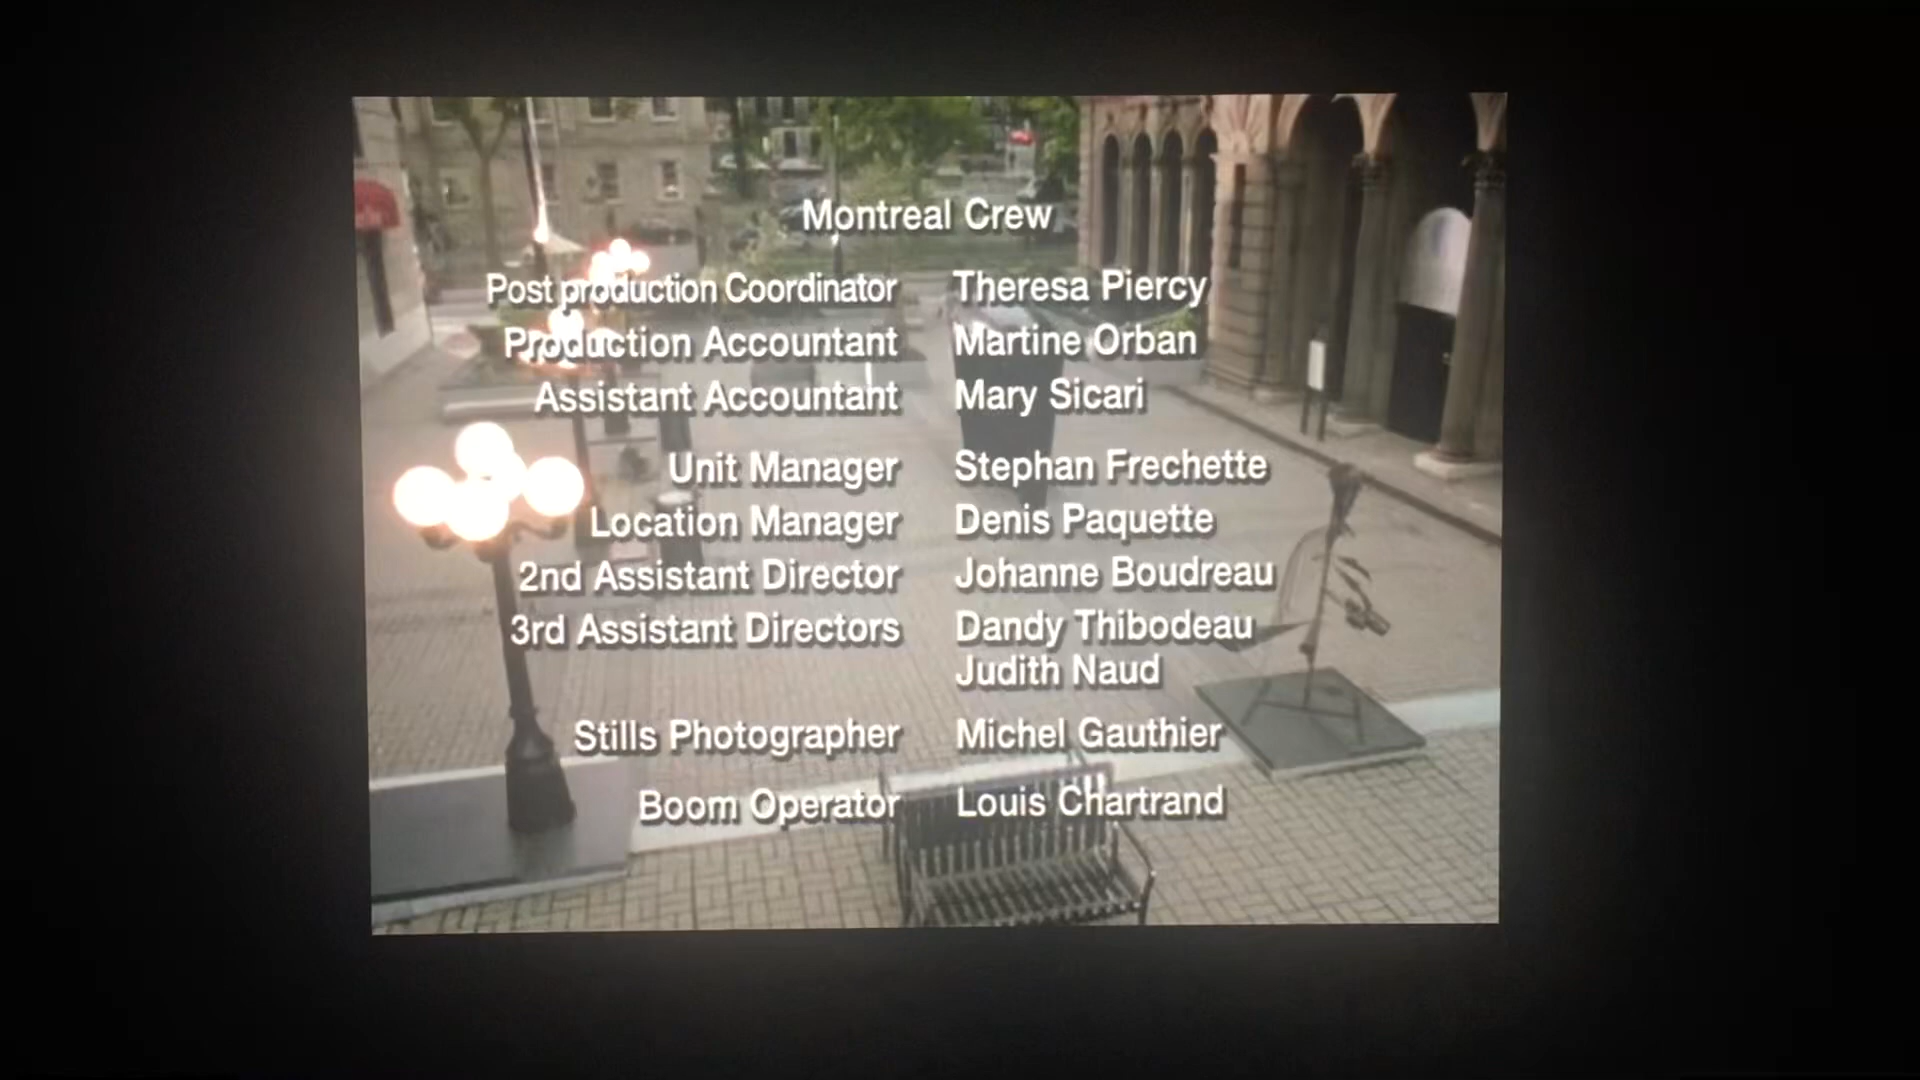 Montreal Crew
Post production Coordinator Theresa Piercy
Production Accountant Martine Orban
Assistant Accountant Mary Sicari
Unit Manager Stephan Frechette
Location Manager Denis Paquette
2nd Assistant Director Johanne Boudreau
3rd Assistant Directors Dandy Thibodeau
Judith Naud
Stills Photographer Michel Gauthier
Boom Operator Louis Chartrand